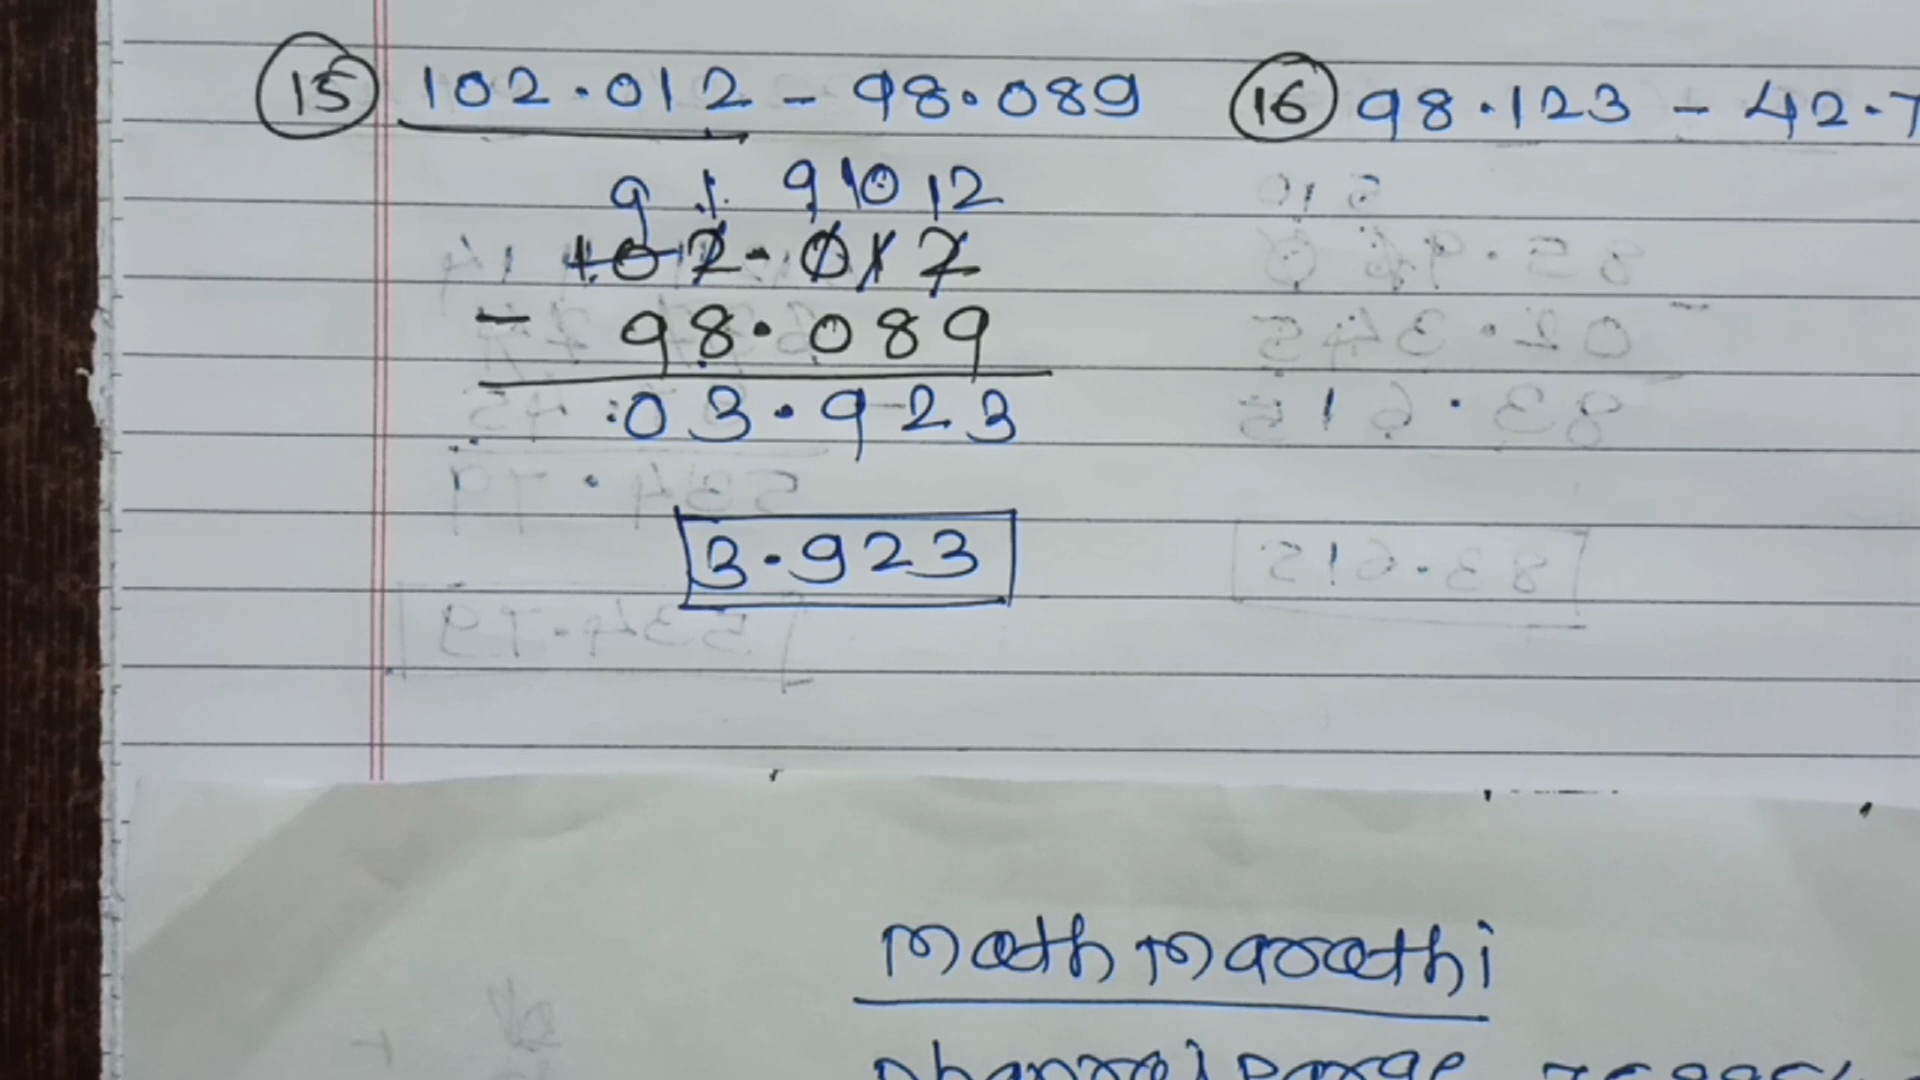 15 102.012 - 98.089
9 1 9 10 12
102.012
- 98.089
03.923
3.923
16 98.123 - 42.7
math marathi